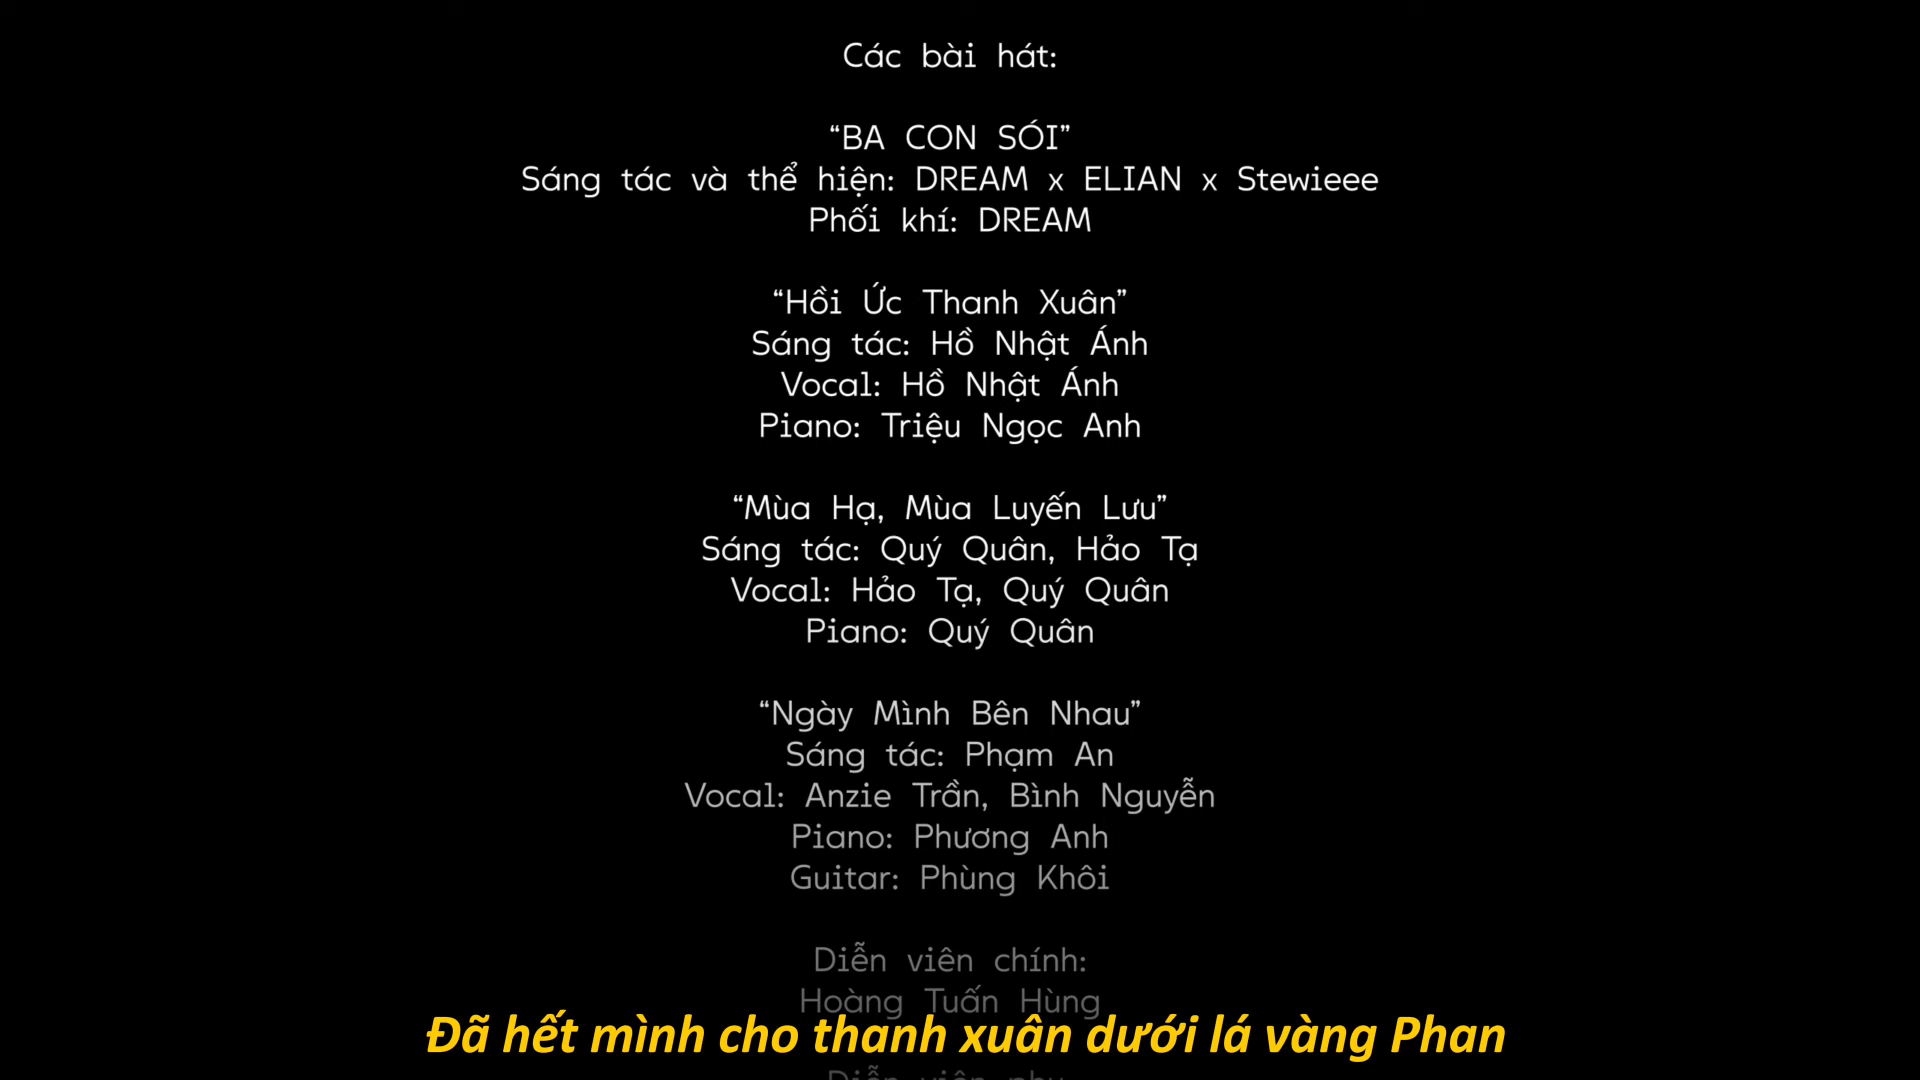 Các bài hát:
“BA CON SÓI”
Sáng tác và thể hiện: DREAM x ELIAN x Stewieee
Phối khí: DREAM
“Hồi Ức Thanh Xuân”
Sáng tác: Hồ Nhật Ánh
Vocal: Hồ Nhật Ánh
Piano: Triệu Ngọc Anh
“Mùa Hạ, Mùa Luyến Lưu”
Sáng tác: Quý Quân, Hảo Tạ
Vocal: Hảo Tạ, Quý Quân
Piano: Quý Quân
“Ngày Mình Bên Nhau”
Sáng tác: Phạm An
Vocal: Anzie Trần, Bình Nguyễn
Piano: Phương Anh
Guitar: Phùng Khôi
Diễn viên chính:
Hoàng Tuấn Hùng
Đã hết mình cho thanh xuân dưới lá vàng Phan